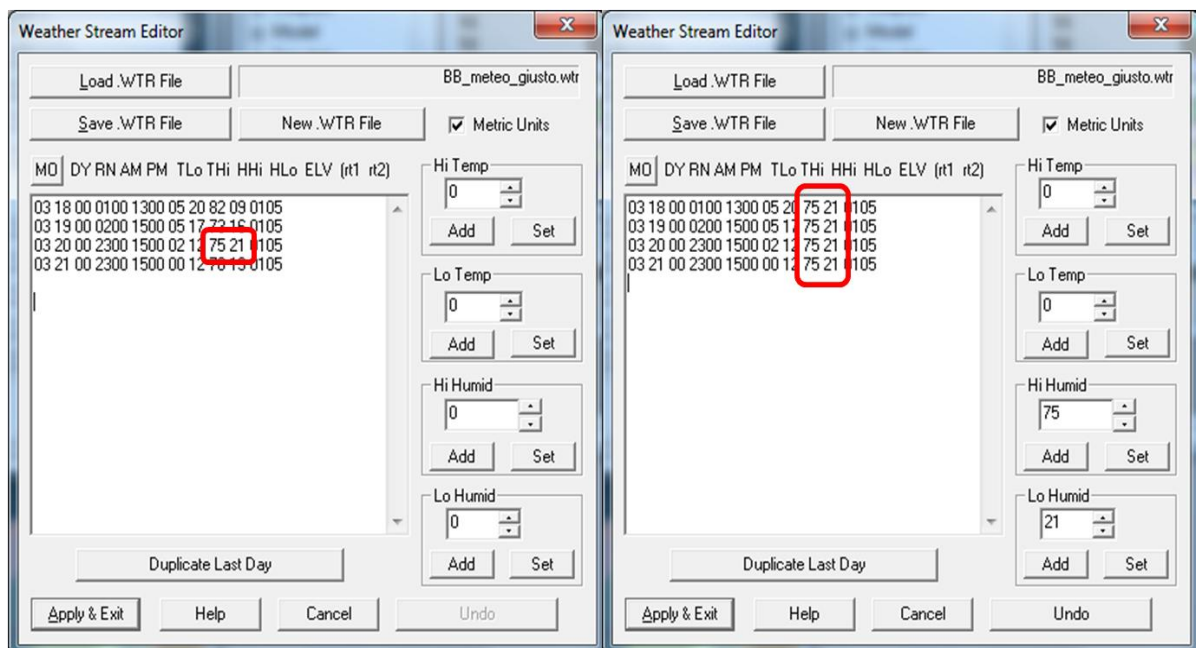 Weather Stream Editor
Load .WTR File
BB_meteo_giusto.wtr
Save .WTR File
New .WTR File
Metric Units
MO DY RN AM PM TLo THi HHi HLo ELV (rt1 rt2)
03 18 00 0100 1300 05 20 82 09 0105
03 19 00 0200 1500 05 17 73 16 0105
03 20 00 2300 1500 02 12 75 21 0105
03 21 00 2300 1500 00 12 78 0105
Hi Temp
0
Add
Set
Lo Temp
0
Add
Set
Hi Humid
0
Add
Set
Lo Humid
0
Add
Set
Duplicate Last Day
Apply & Exit
Help
Cancel
Undo
Weather Stream Editor
Load .WTR File
BB_meteo_giusto.wtr
Save .WTR File
New .WTR File
Metric Units
MO DY RN AM PM TLo THi HHi HLo ELV (rt1 rt2)
03 18 00 0100 1300 05 20 75 21 0105
03 19 00 0200 1500 05 17 75 21 0105
03 20 00 2300 1500 02 12 75 21 0105
03 21 00 2300 1500 00 12 75 21 0105
Hi Temp
0
Add
Set
Lo Temp
0
Add
Set
Hi Humid
75
Add
Set
Lo Humid
21
Add
Set
Duplicate Last Day
Apply & Exit
Help
Cancel
Undo